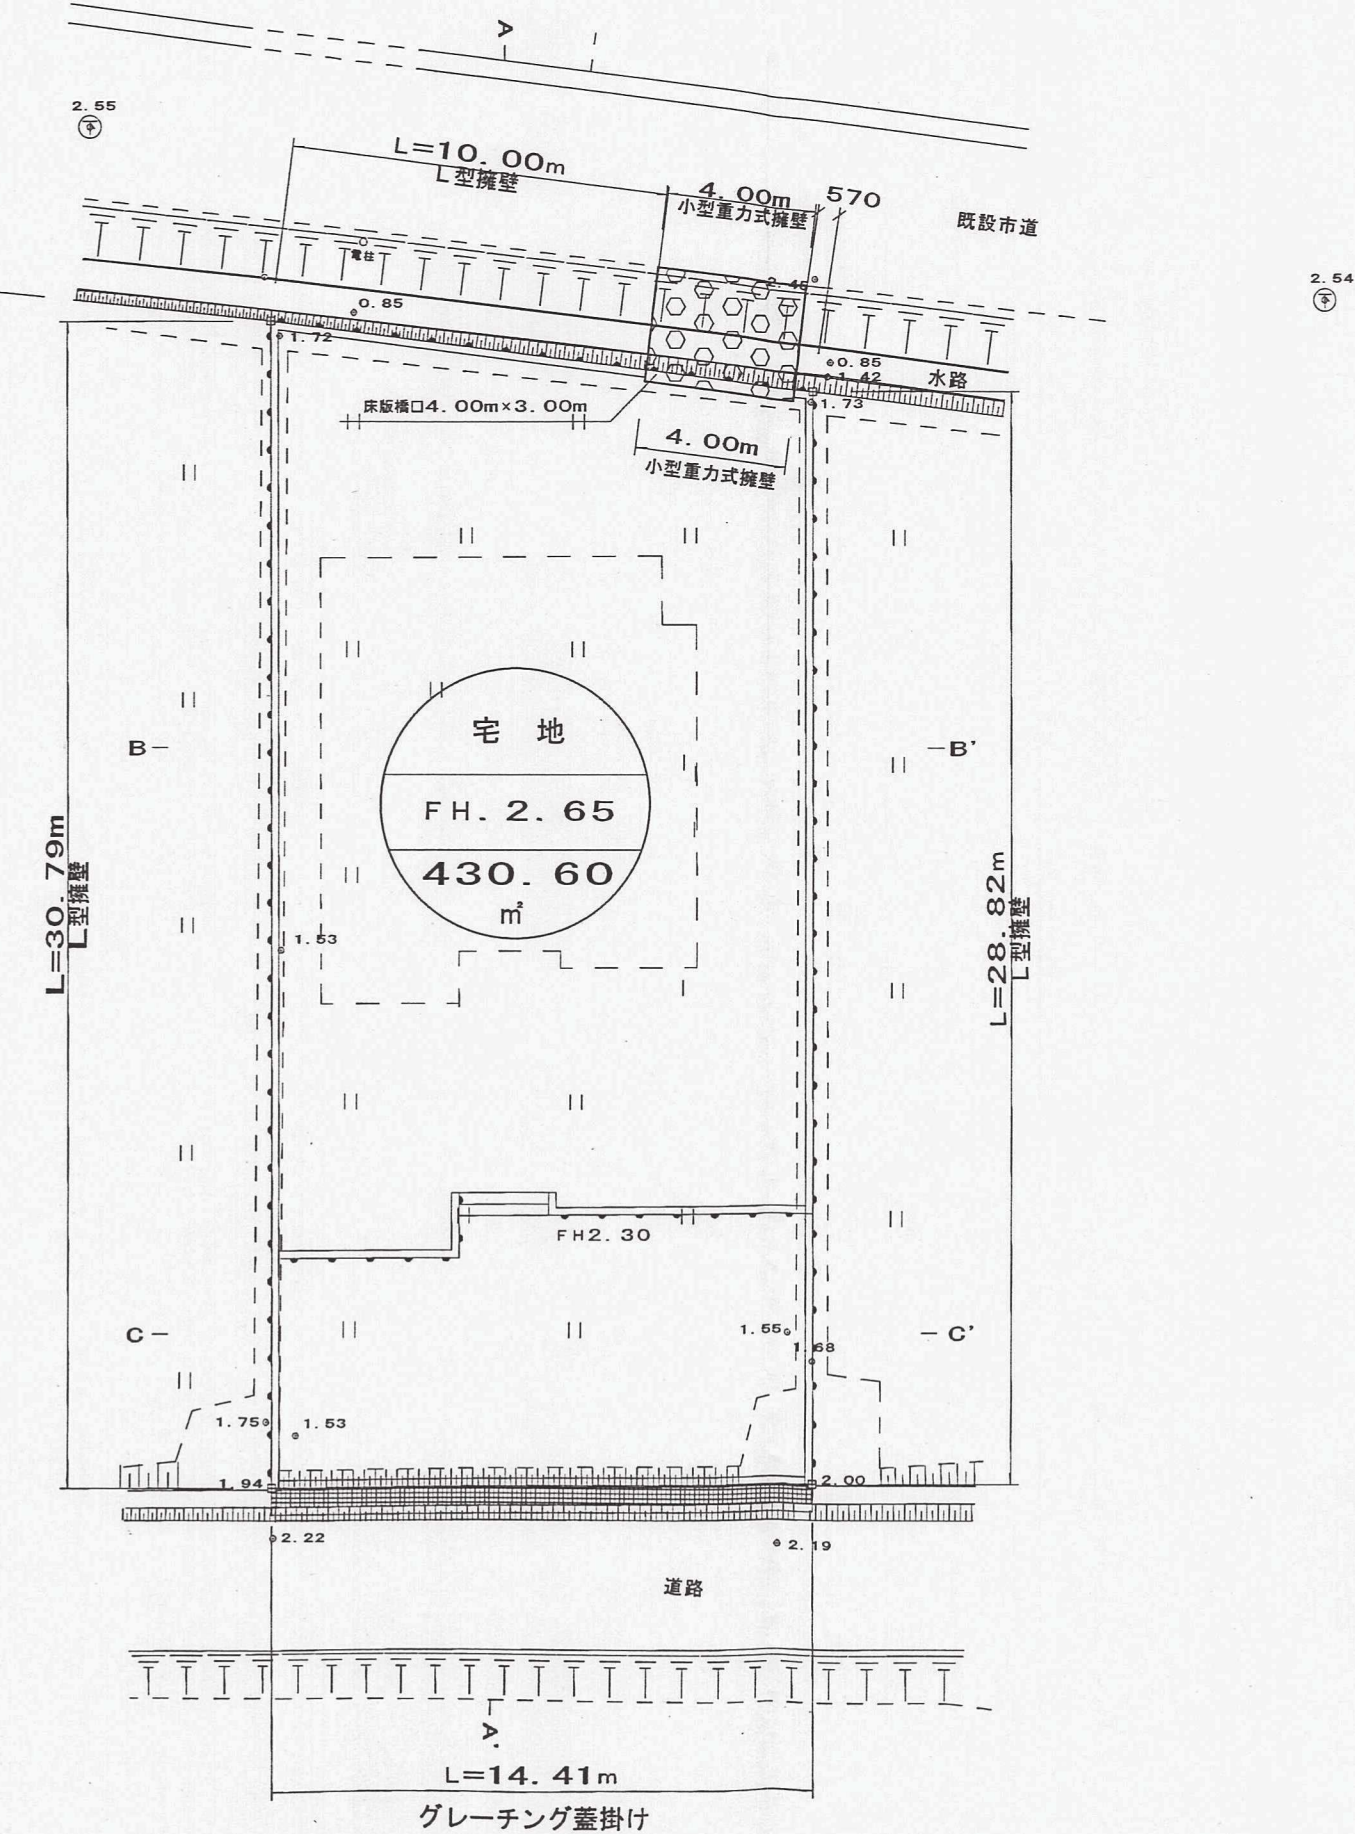 A
2.55
L=10.00m
L型擁壁
4.00m
小型重力式擁壁
570
既設市道
電柱
2.46
2.54
0.85
1.72
0.85
1.42
水路
1.73
床版橋口4.00m×3.00m
4.00m
小型重力式擁壁
宅 地
B
B'
FH.2.65
430.60
㎡
L=30.79m
L型擁壁
L=28.82m
L型擁壁
1.53
FH2.30
C
C'
1.55
1.68
1.75
1.53
1.94
2.00
2.22
2.19
道路
A'
L=14.41m
グレーチング蓋掛け